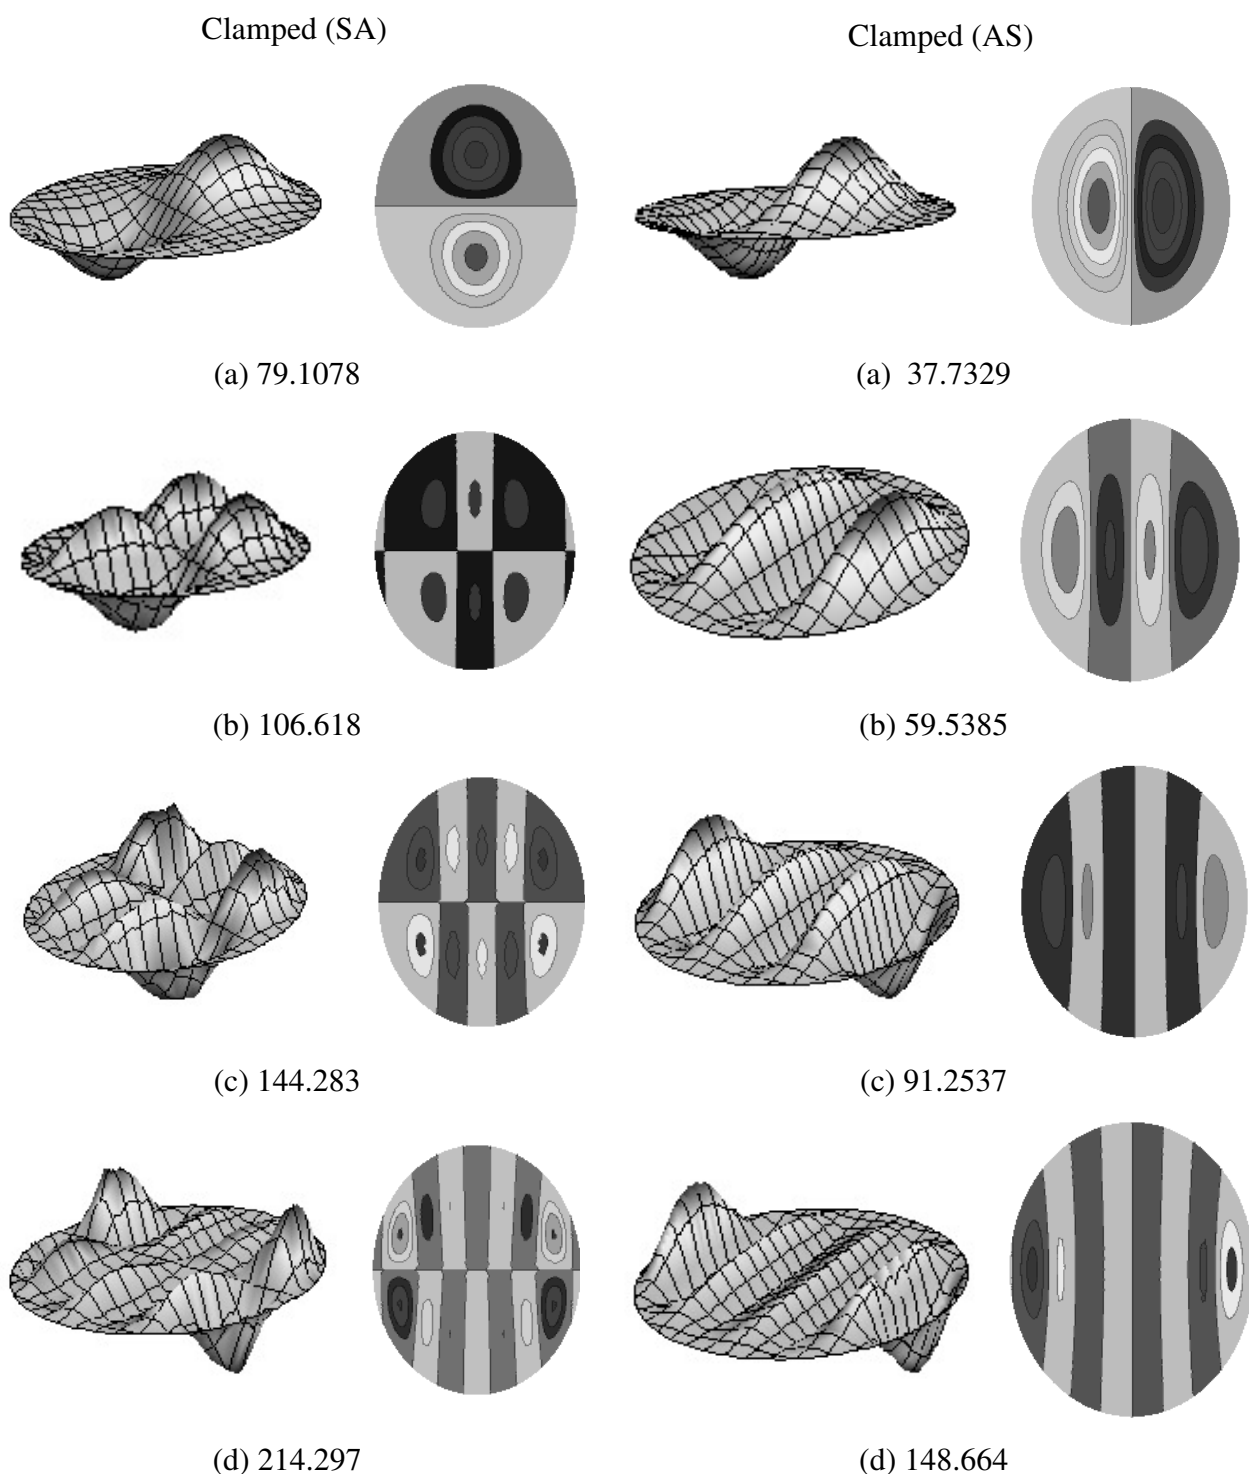 Clamped (SA)
Clamped (AS)
(a) 79.1078
(a) 37.7329
(b) 106.618
(b) 59.5385
(c) 144.283
(c) 91.2537
(d) 214.297
(d) 148.664